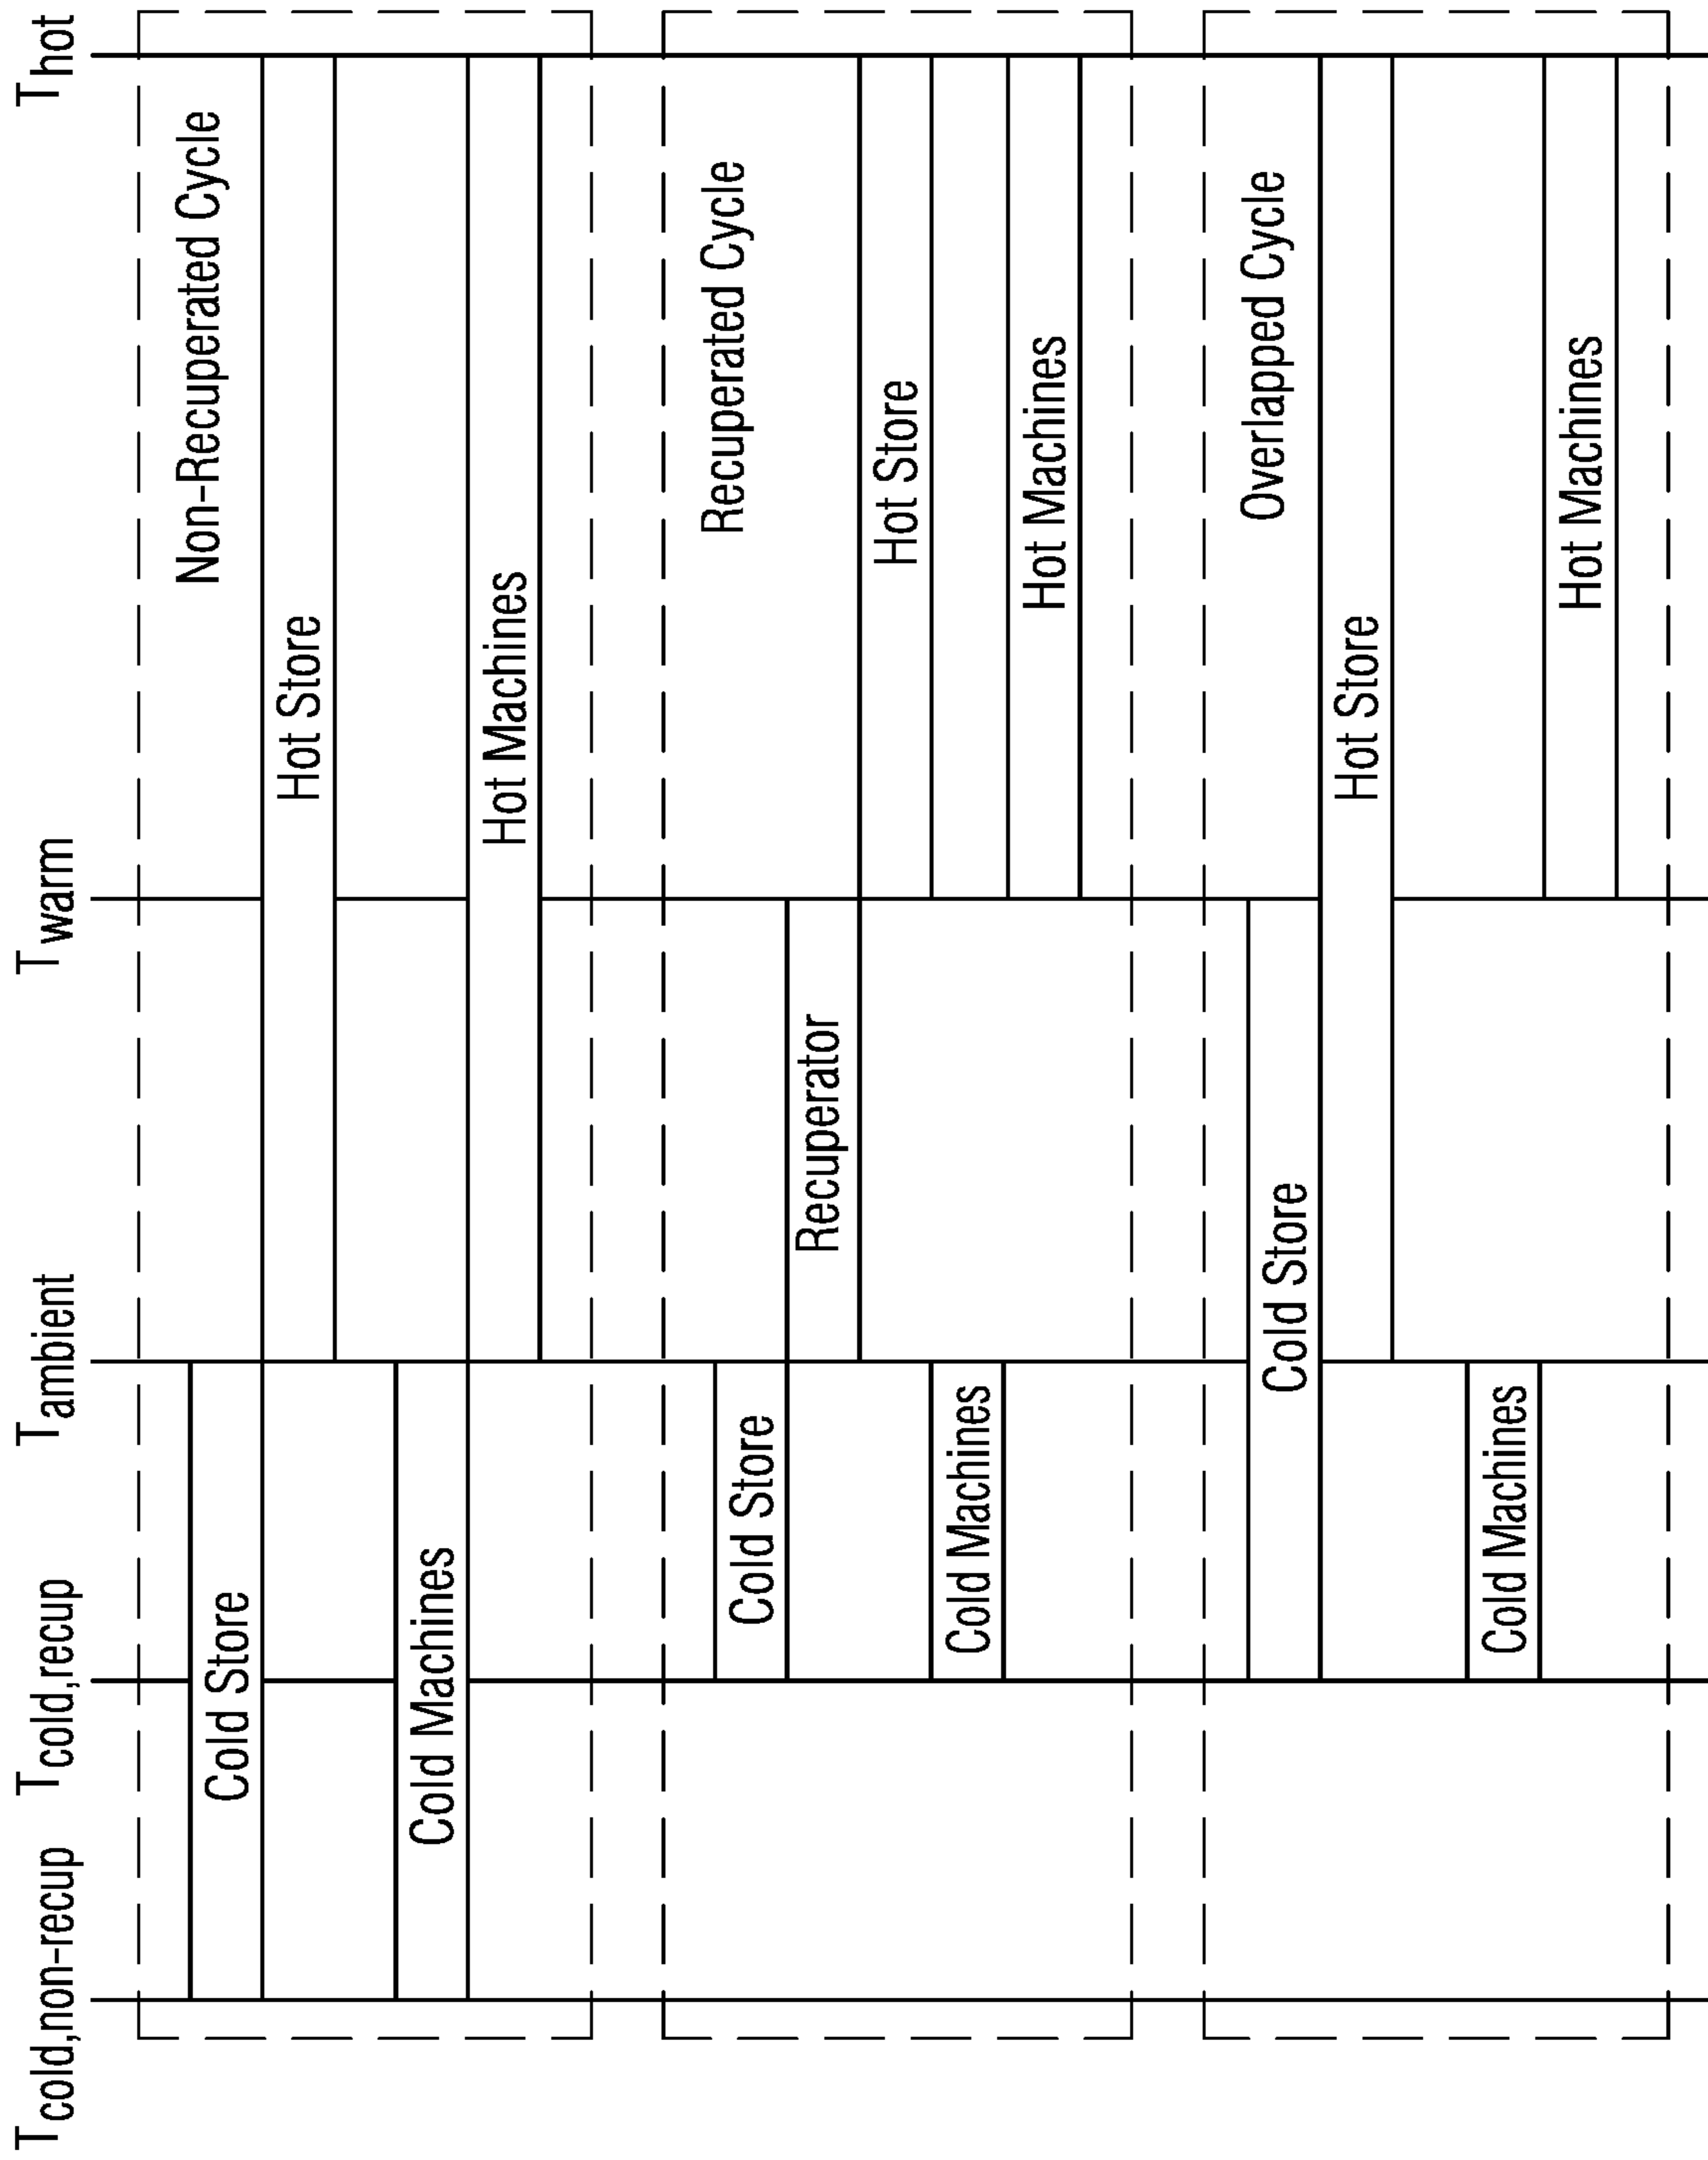 Tcold,non-recup Tcold,recup Tambient Twarm Thot
Non-Recuperated Cycle
Cold Store
Hot Store
Cold Machines
Hot Machines
Recuperated Cycle
Cold Store
Recuperator
Hot Store
Cold Machines
Hot Machines
Overlapped Cycle
Cold Store
Hot Store
Cold Machines
Hot Machines